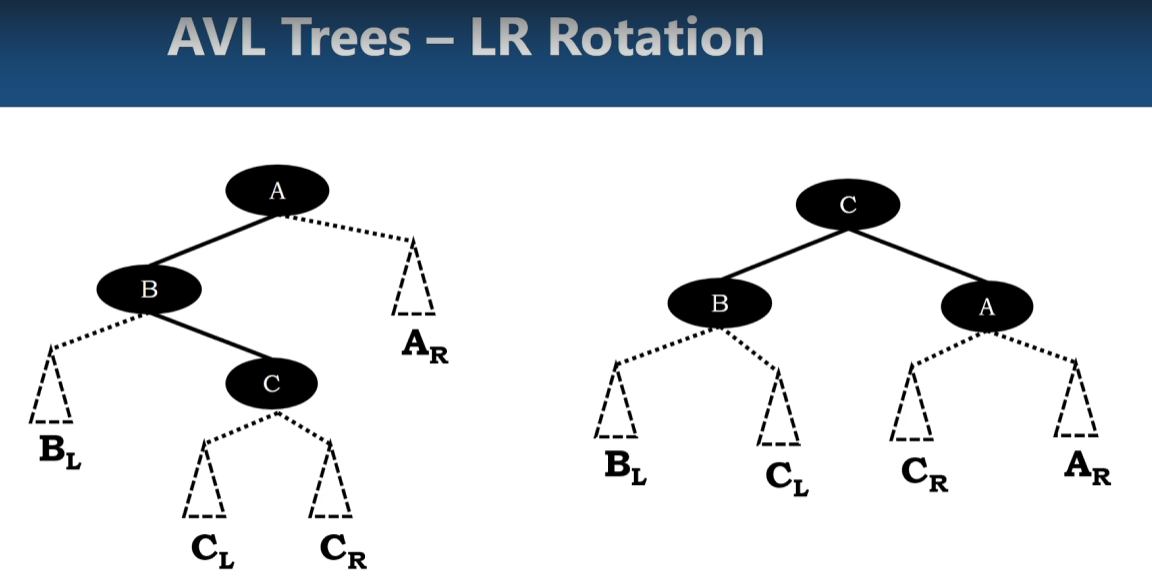 AVL Trees – LR Rotation
A
C
B
B
A
A_R
C
B_L
B_L
C_L
C_R
A_R
C_L
C_R